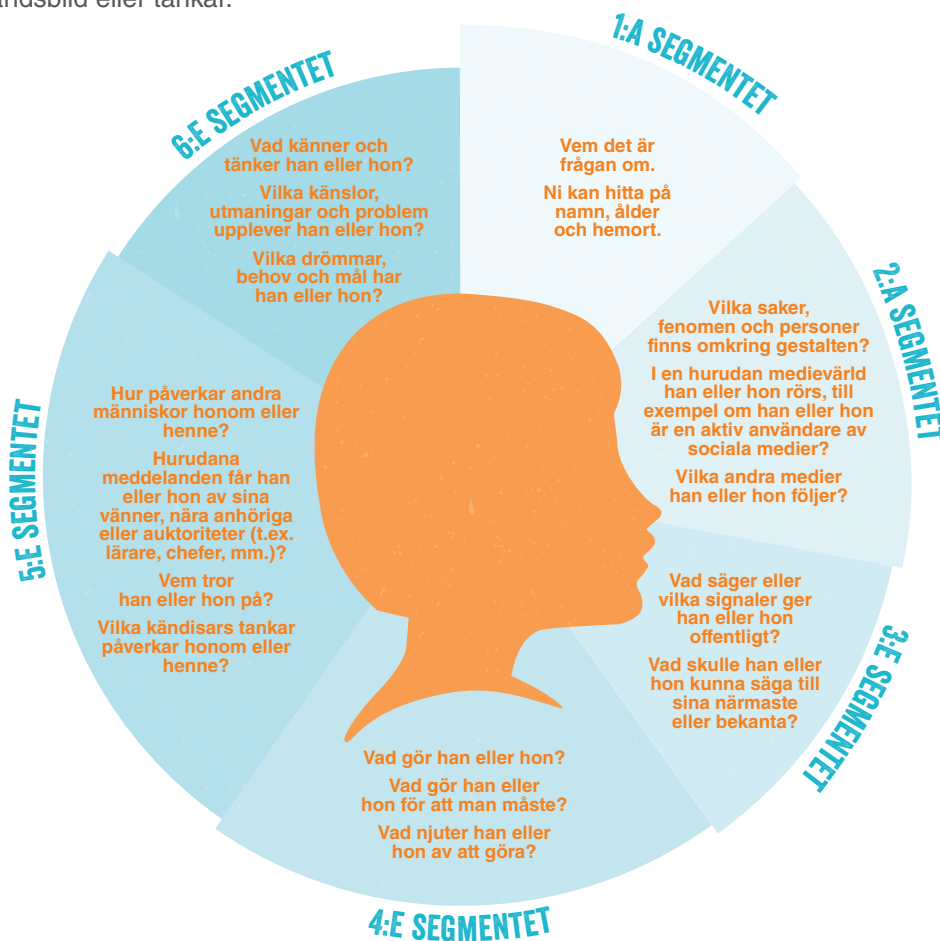 eller tankar.
1:A SEGMENTET
Vem det är
frågan om.
Ni kan hitta på
namn, ålder
och hemort.
2:A SEGMENTET
Vilka saker,
fenomen och personer
finns omkring gestalten?
I en hurudan medievärld
han eller hon rörs, till
exempel om han eller hon
är en aktiv användare av
sociala medier?
Vilka andra medier
han eller hon följer?
3:E SEGMENTET
Vad säger eller
vilka signaler ger
han eller hon
offentligt?
Vad skulle han eller
hon kunna säga till
sina närmaste
eller bekanta?
4:E SEGMENTET
Vad gör han eller hon?
Vad gör han eller
hon för att man måste?
Vad njuter han eller
hon av att göra?
5:E SEGMENTET
Hur påverkar andra
människor honom eller
henne?
Hurudana
meddelanden får han
eller hon av sina
vänner, nära anhöriga
eller auktoriteter (t.ex.
lärare, chefer, mm.)?
Vem tror
han eller hon på?
Vilka kändisars tankar
påverkar honom eller
henne?
6:E SEGMENTET
Vad känner och
tänker han eller hon?
Vilka känslor,
utmaningar och problem
upplever han eller hon?
Vilka drömmar,
behov och mål har
han eller hon?